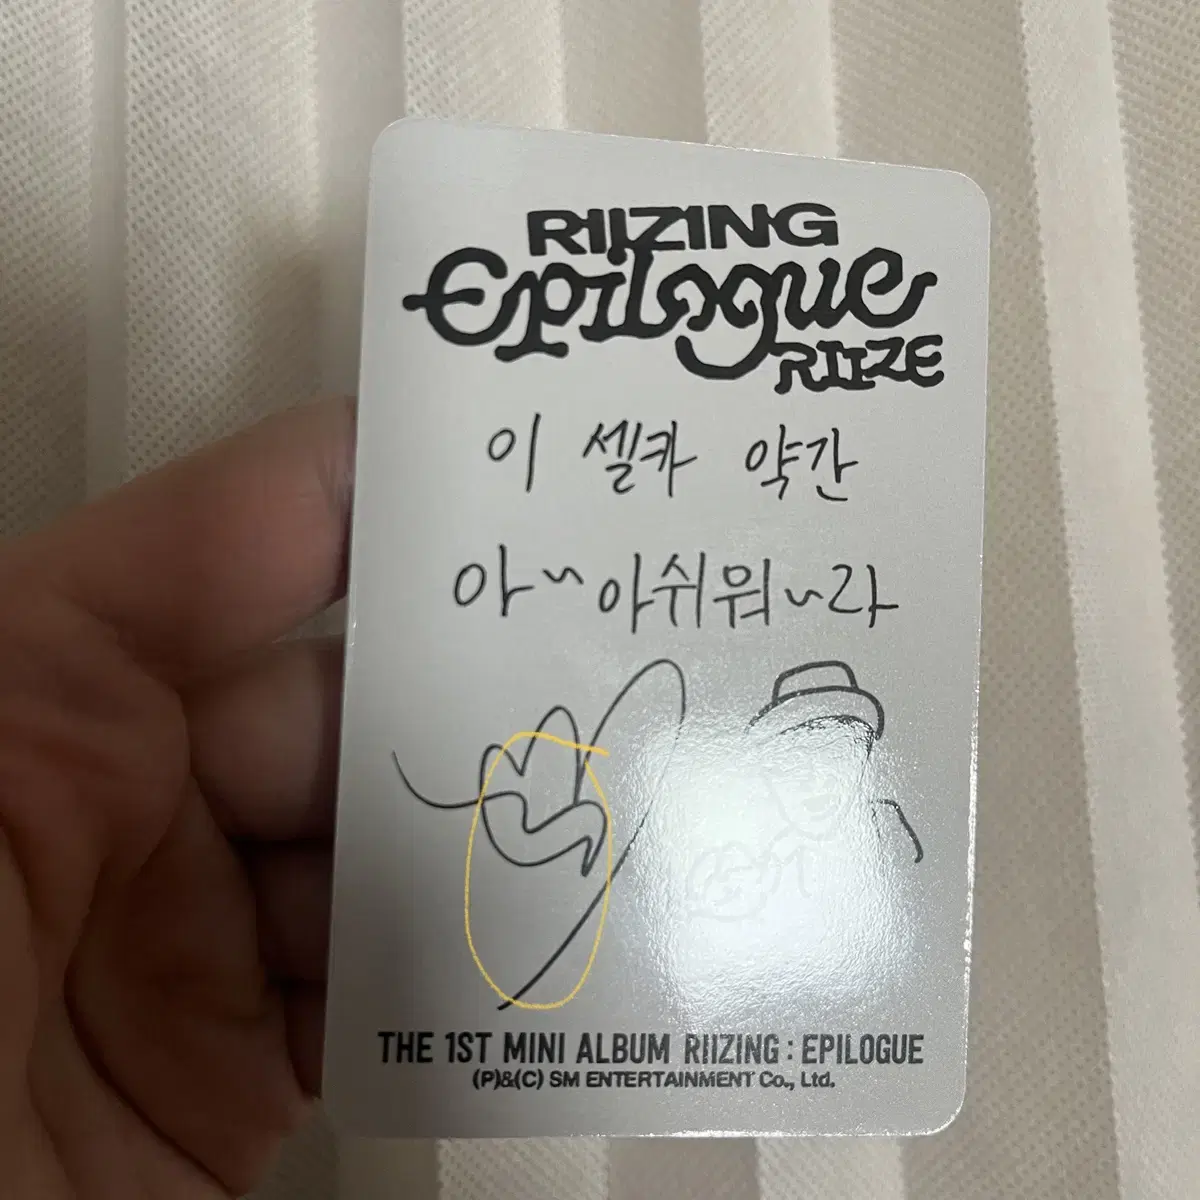 RIIZING
Epilogue
RIIZE
이 셀카 약간
아~~아쉬워~~라
THE 1ST MINI ALBUM RIIZING : EPILOGUE
(P)&(C) SM ENTERTAINMENT Co., Ltd.